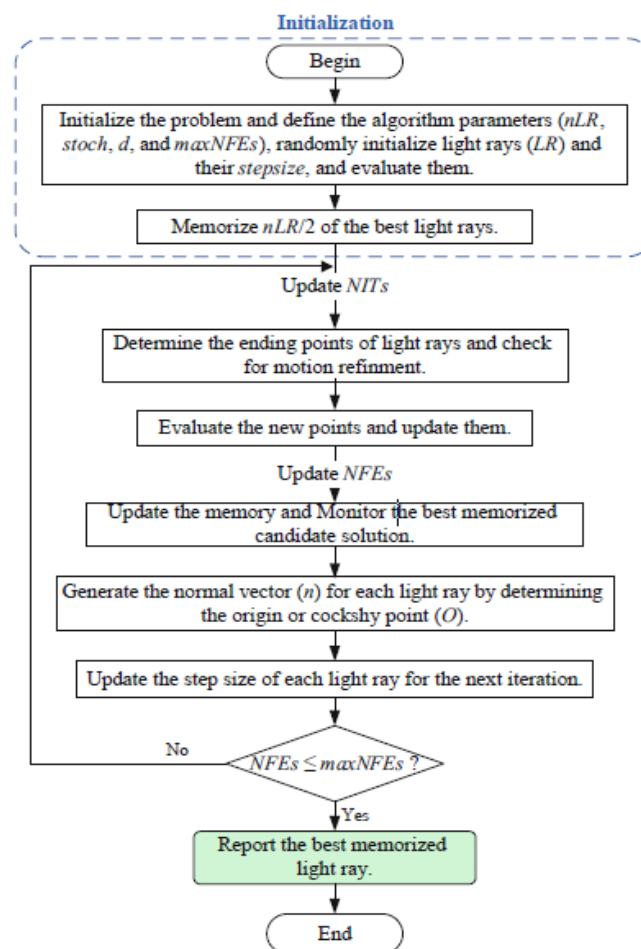 Initialization
Begin
Initialize the problem and define the algorithm parameters (nLR,
stoch, d, and maxNFEs), randomly initialize light rays (LR) and
their stepsize, and evaluate them.
Memorize nLR/2 of the best light rays.
Update NITs
Determine the ending points of light rays and check
for motion refinment.
Evaluate the new points and update them.
Update NFEs
Update the memory and Monitor the best memorized
candidate solution.
Generate the normal vector (n) for each light ray by determining
the origin or cockshy point (O).
Update the step size of each light ray for the next iteration.
No
NFEs ≤ maxNFEs ?
Yes
Report the best memorized
light ray.
End